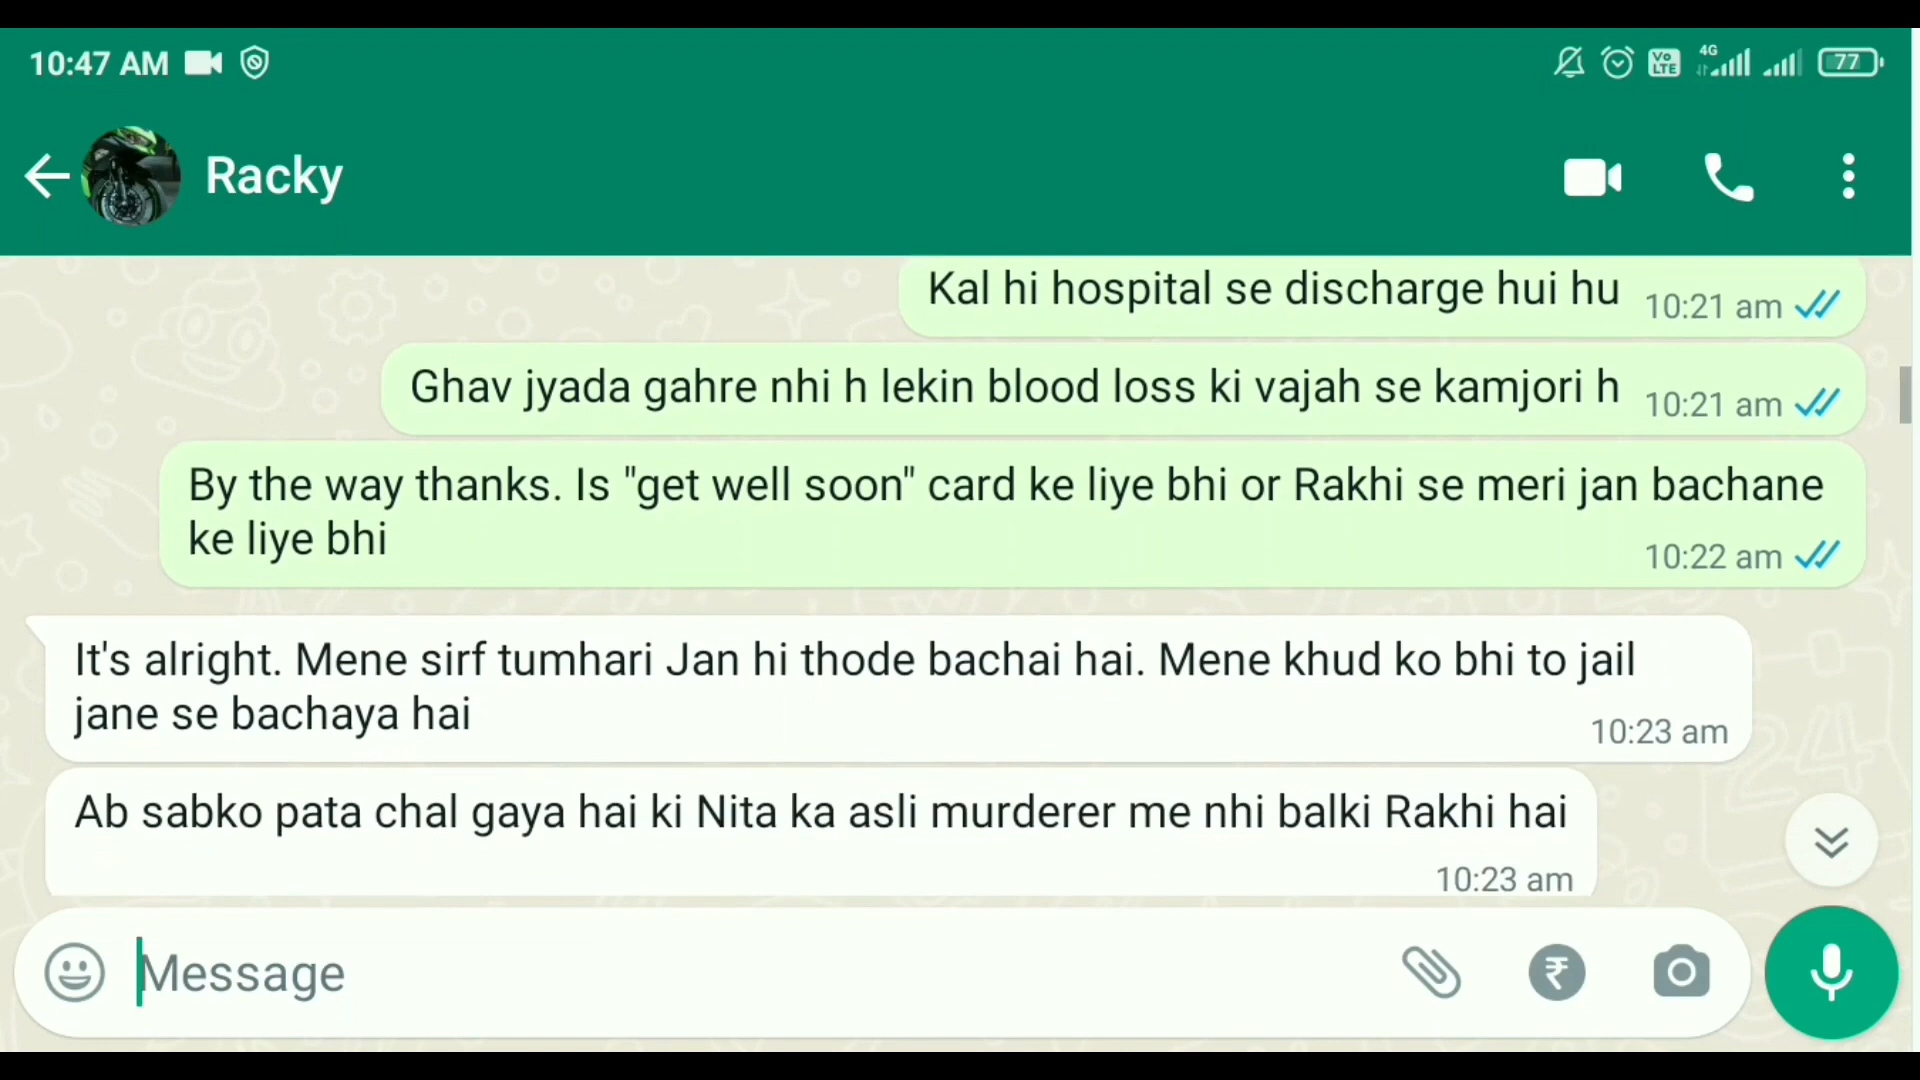 10:47 AM
4G
Vo
LTE
77
Racky
Kal hi hospital se discharge hui hu 10:21 am
Ghav jyada gahre nhi h lekin blood loss ki vajah se kamjori h 10:21 am
By the way thanks. Is "get well soon" card ke liye bhi or Rakhi se meri jan bachane
ke liye bhi
10:22 am
It's alright. Mene sirf tumhari Jan hi thode bachai hai. Mene khud ko bhi to jail
jane se bachaya hai
10:23 am
Ab sabko pata chal gaya hai ki Nita ka asli murderer me nhi balki Rakhi hai
10:23 am
Message
₹